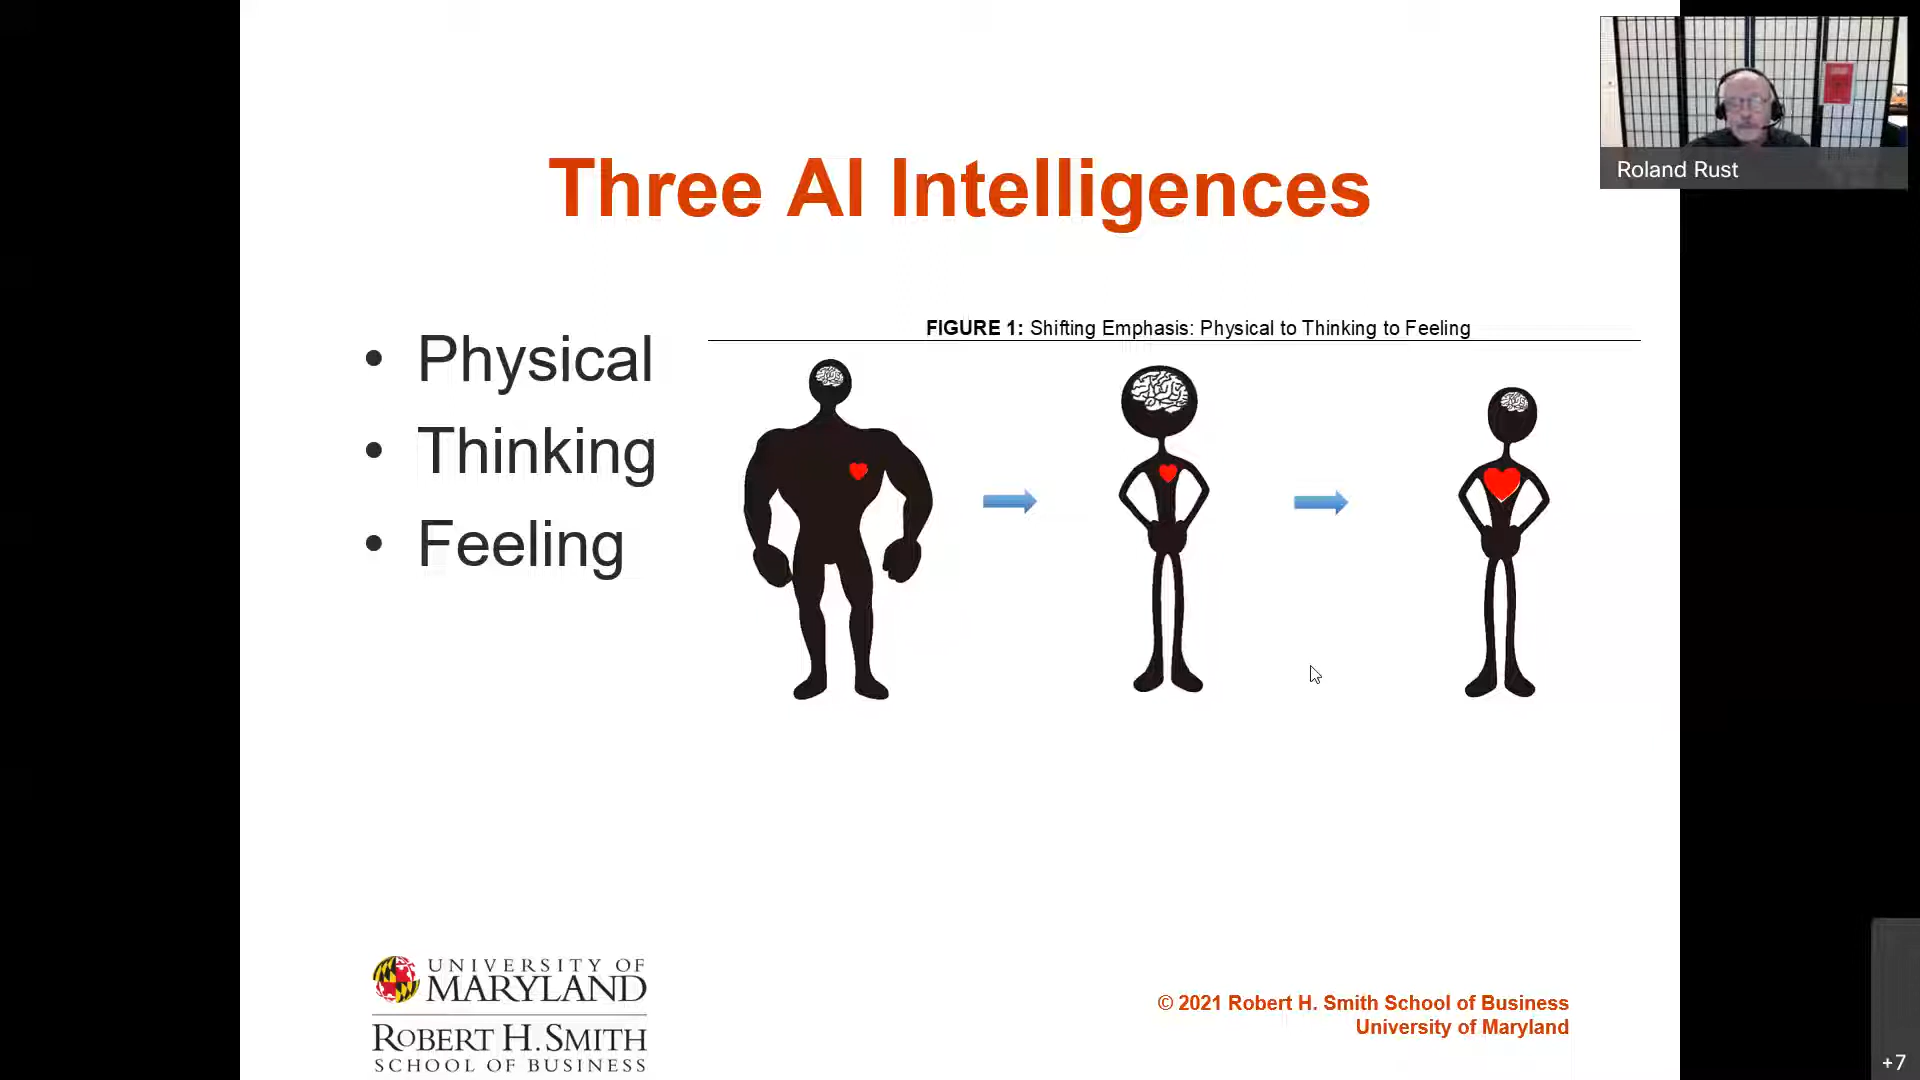 Three AI Intelligences
Roland Rust
• Physical
• Thinking
• Feeling
FIGURE 1: Shifting Emphasis: Physical to Thinking to Feeling
UNIVERSITY OF
MARYLAND
ROBERT H. SMITH
SCHOOL OF BUSINESS
© 2021 Robert H. Smith School of Business
University of Maryland
+7